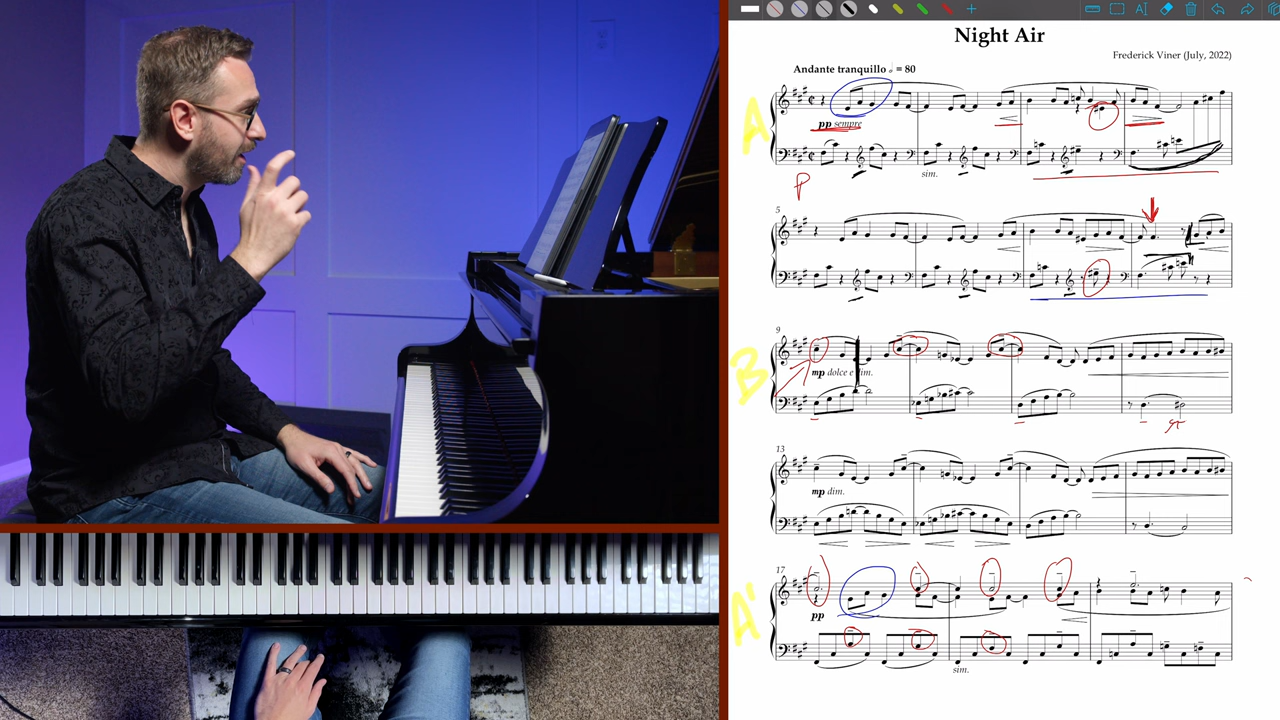 Night Air
Frederick Viner (July, 2022)
Andante tranquillo = 80
A
pp sempre
sim.
P
5
9
B
mp dolce e sim.
13
mp dim.
17
A'
pp
sim.